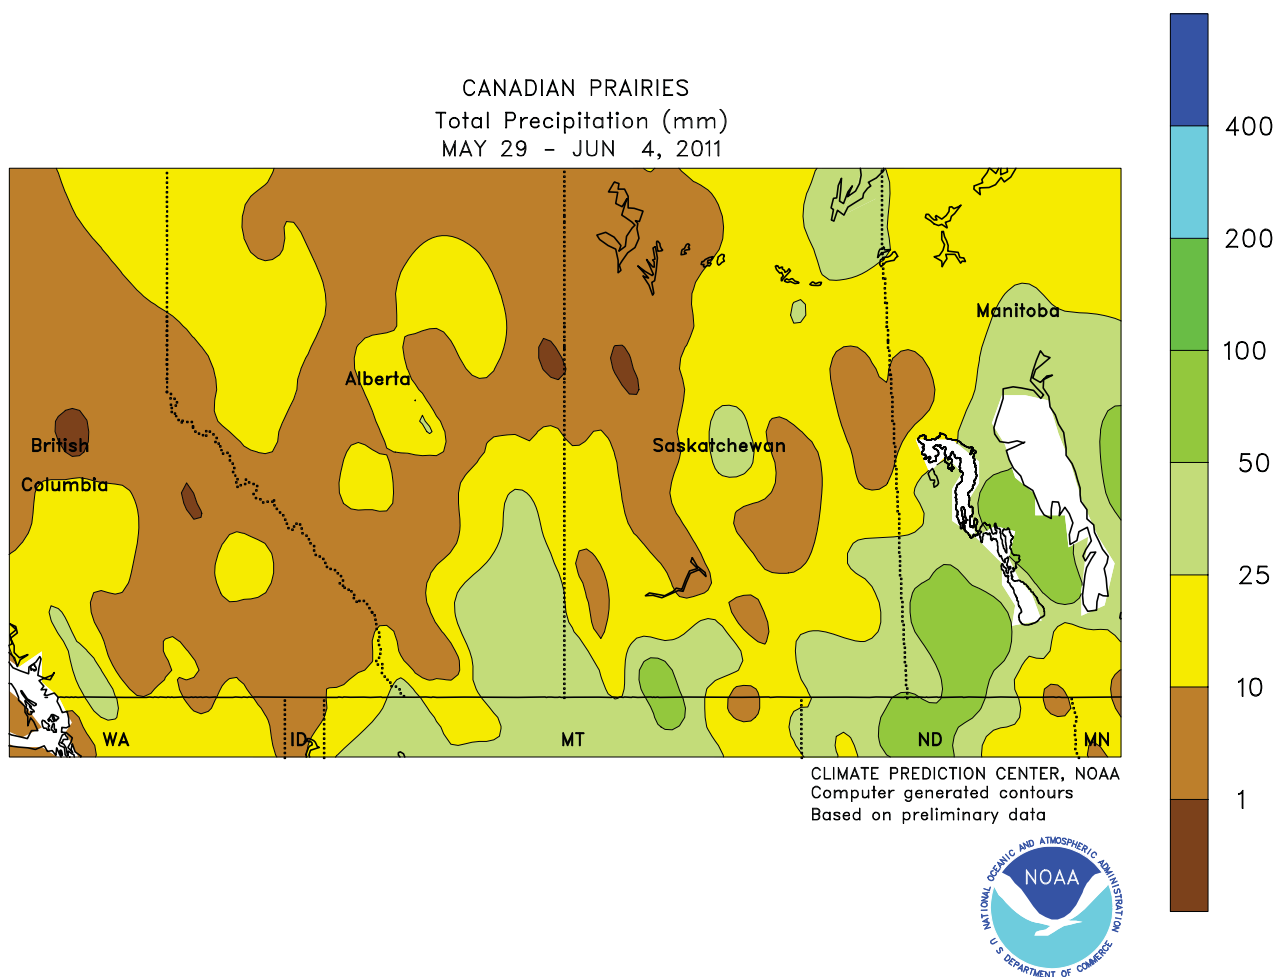 CANADIAN PRAIRIES
Total Precipitation (mm)
MAY 29 - JUN 4, 2011
400
200
100
50
25
10
1
Manitoba
Alberta
Saskatchewan
British
Columbia
WA
ID
MT
ND
MN
CLIMATE PREDICTION CENTER, NOAA
Computer generated contours
Based on preliminary data
NATIONAL OCEANIC AND ATMOSPHERIC ADMINISTRATION
NOAA
U S DEPARTMENT OF COMMERCE